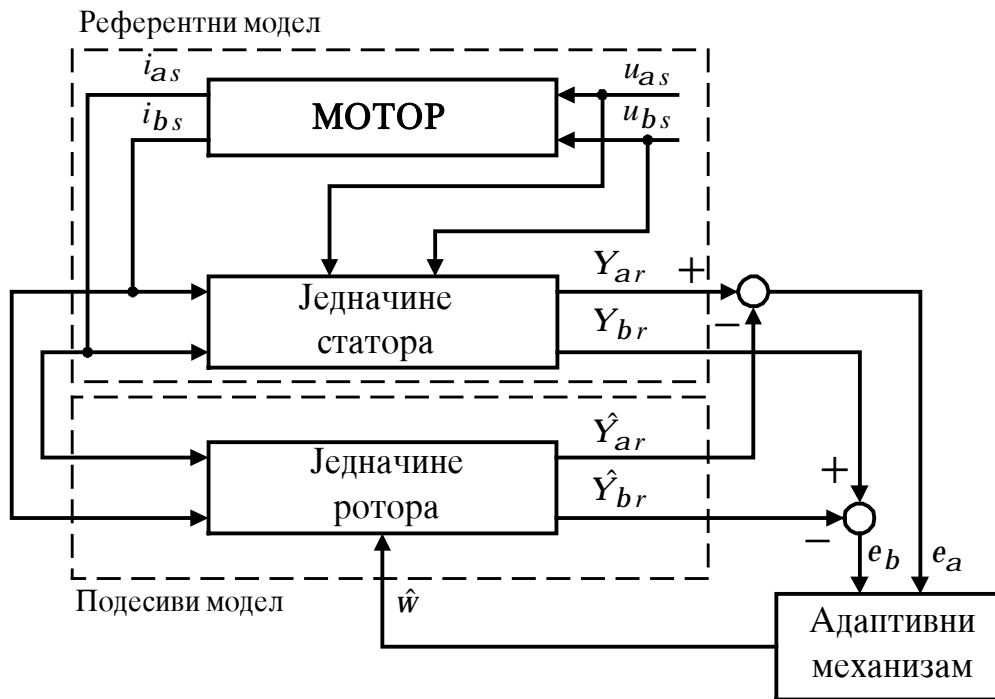 Референтни модел
i_as
u_as
МОТОР
i_bs
u_bs
Y_ar
+
Једначине
статора
−
Y_br
Ŷ_ar
Једначине
ротора
+
Ŷ_br
−
e_b
e_a
Подесиви модел
ŵ
Адаптивни
механизам